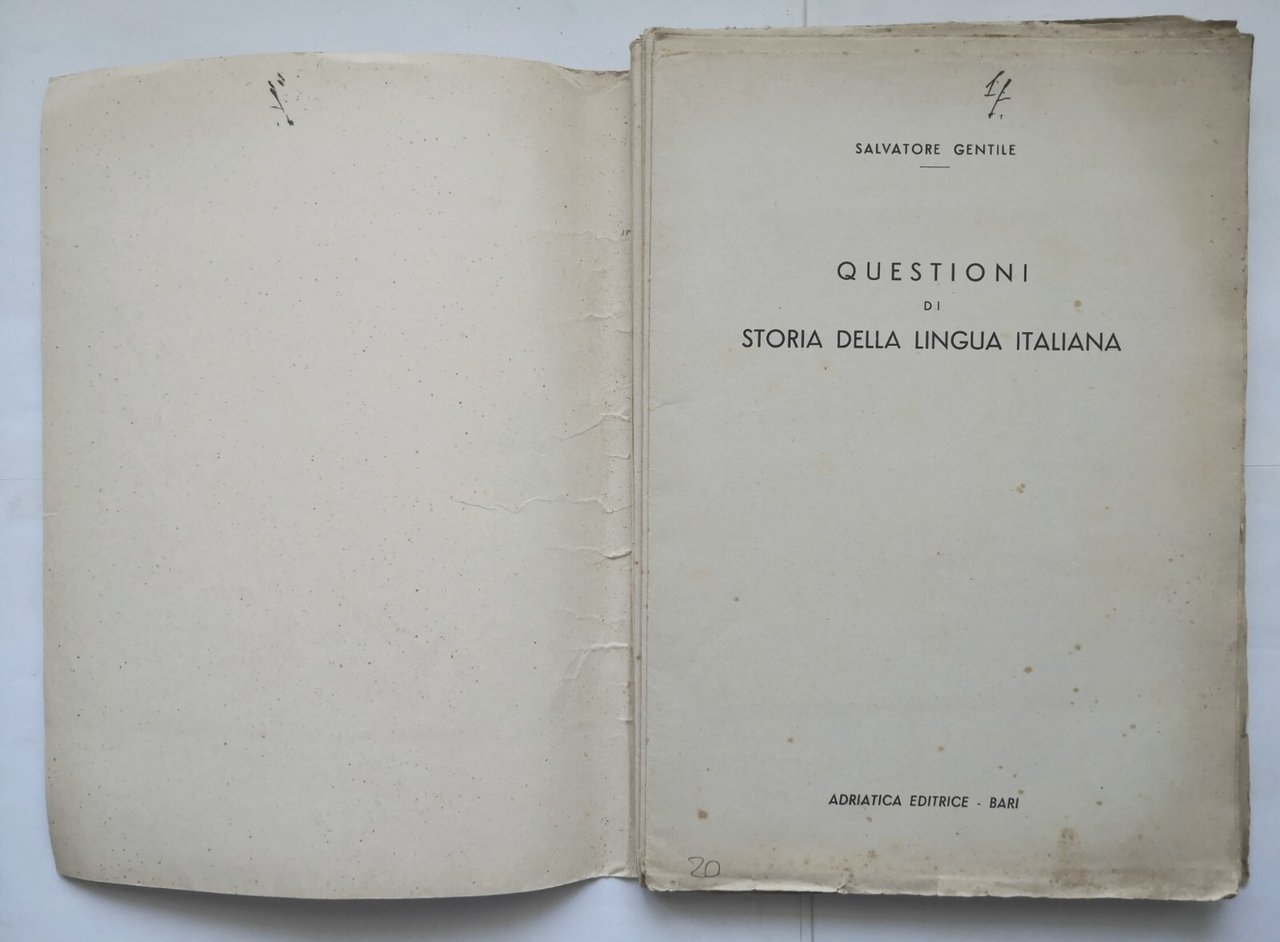 SALVATORE GENTILE
QUESTIONI
DI
STORIA DELLA LINGUA ITALIANA
ADRIATICA EDITRICE - BARI
20